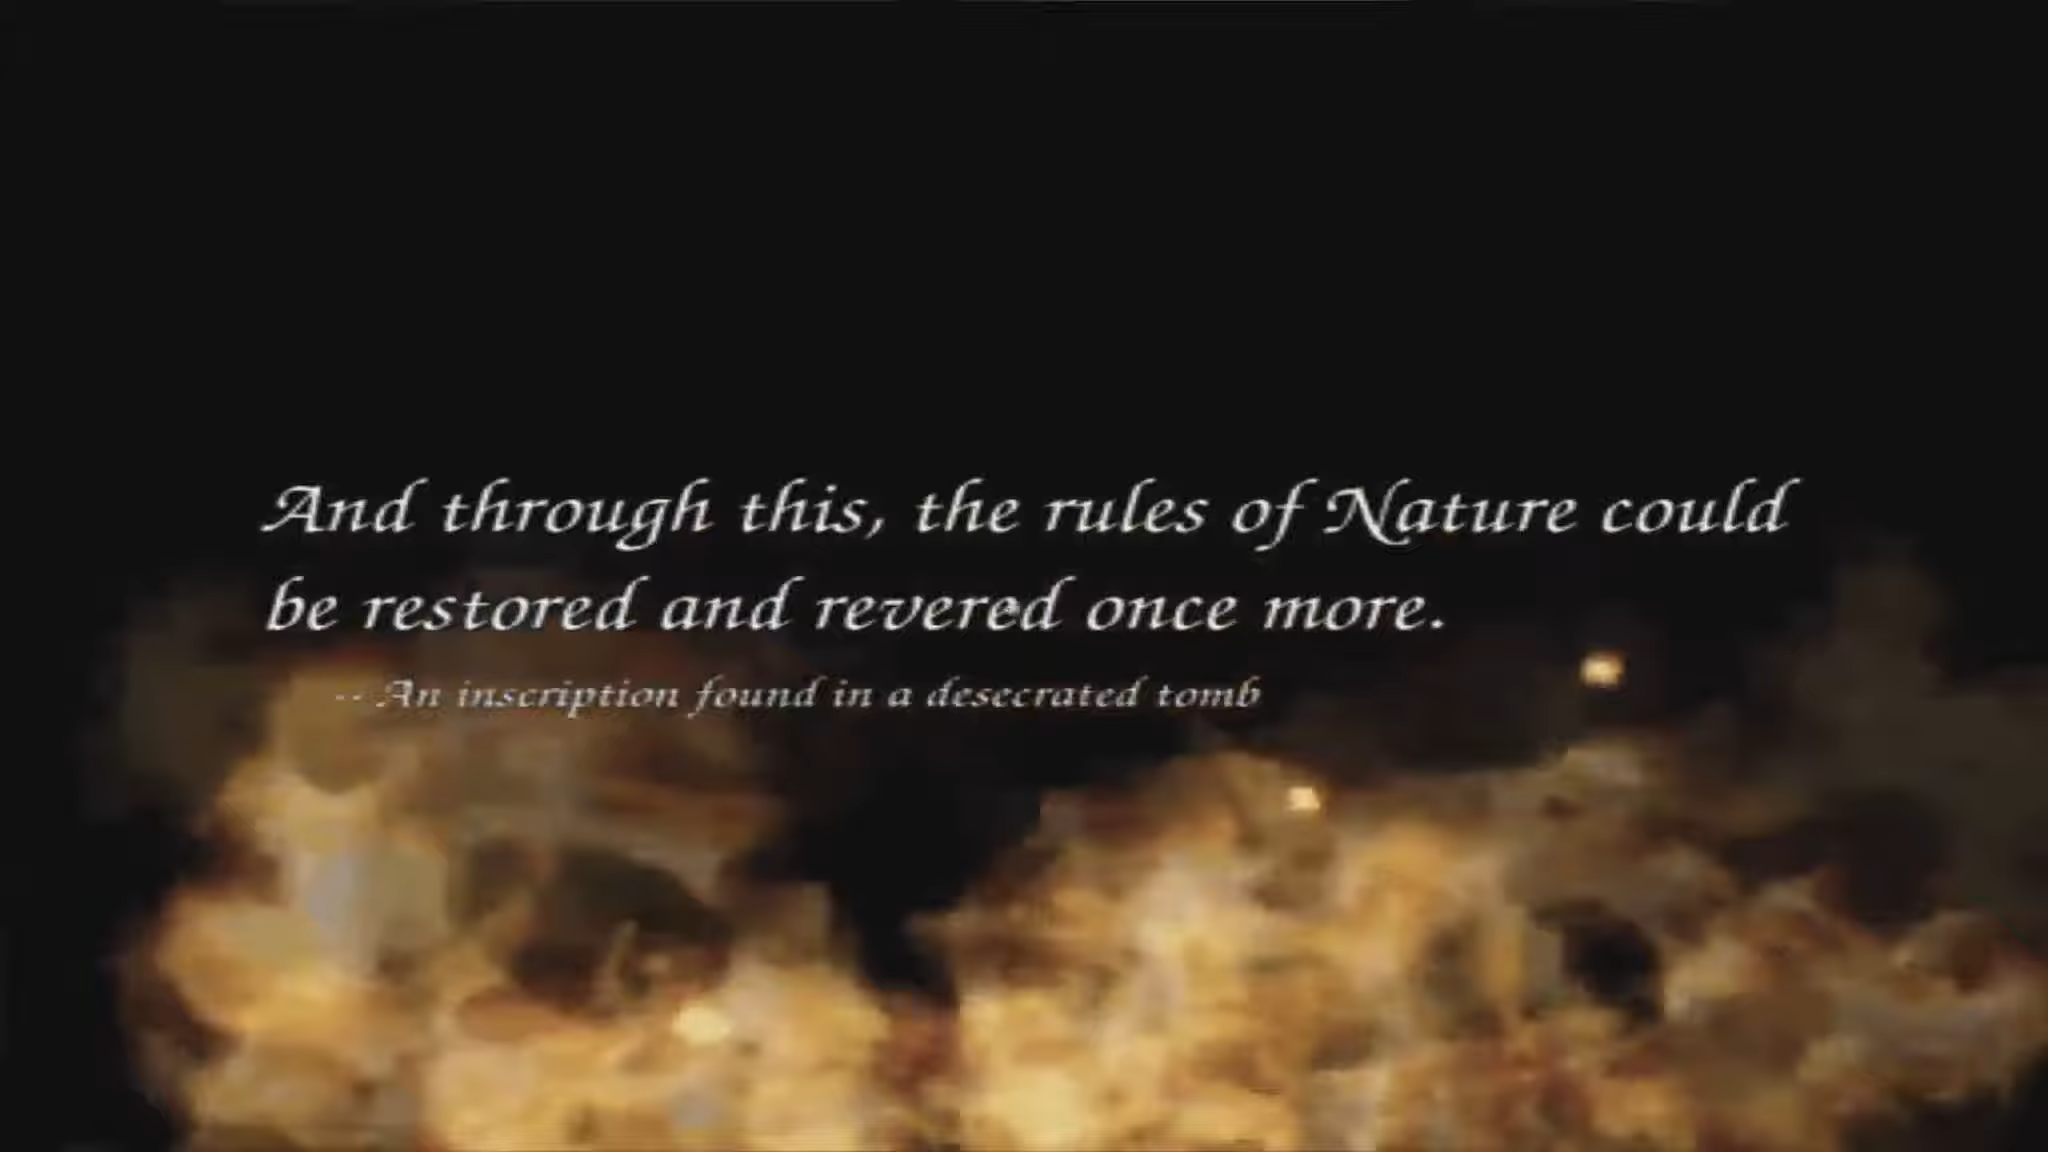 And through this, the rules of Nature could
be restored and revered once more.
-- An inscription found in a desecrated tomb